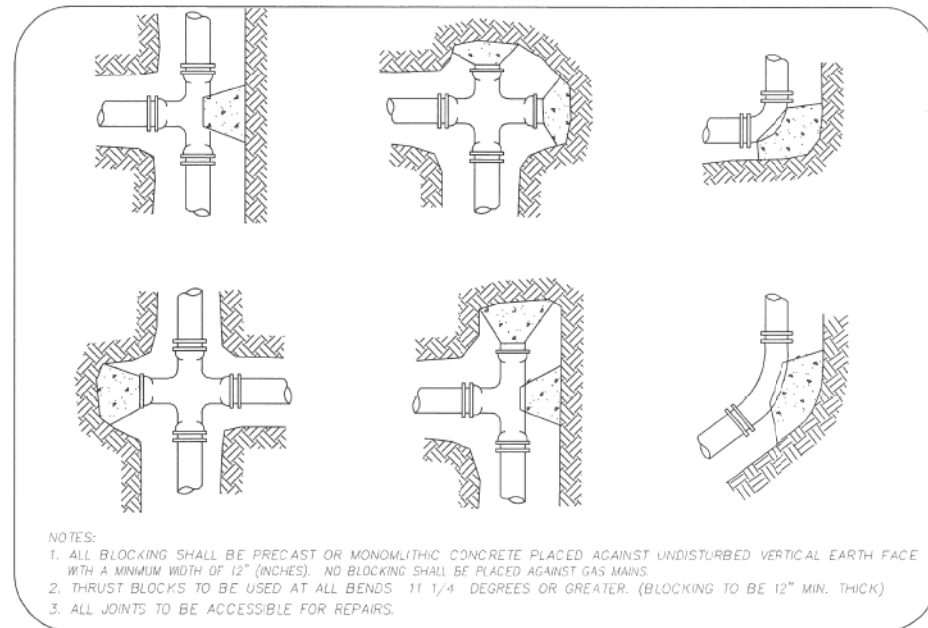 NOTES:
1. ALL BLOCKING SHALL BE PRECAST OR MONOMLITHIC CONCRETE PLACED AGAINST UNDISTURBED VERTICAL EARTH FACE
WITH A MINIMUM WIDTH OF 12" (INCHES). NO BLOCKING SHALL BE PLACED AGAINST GAS MAINS.
2. THRUST BLOCKS TO BE USED AT ALL BENDS 11 1/4 DEGREES OR GREATER. (BLOCKING TO BE 12" MIN. THICK)
3. ALL JOINTS TO BE ACCESSIBLE FOR REPAIRS.